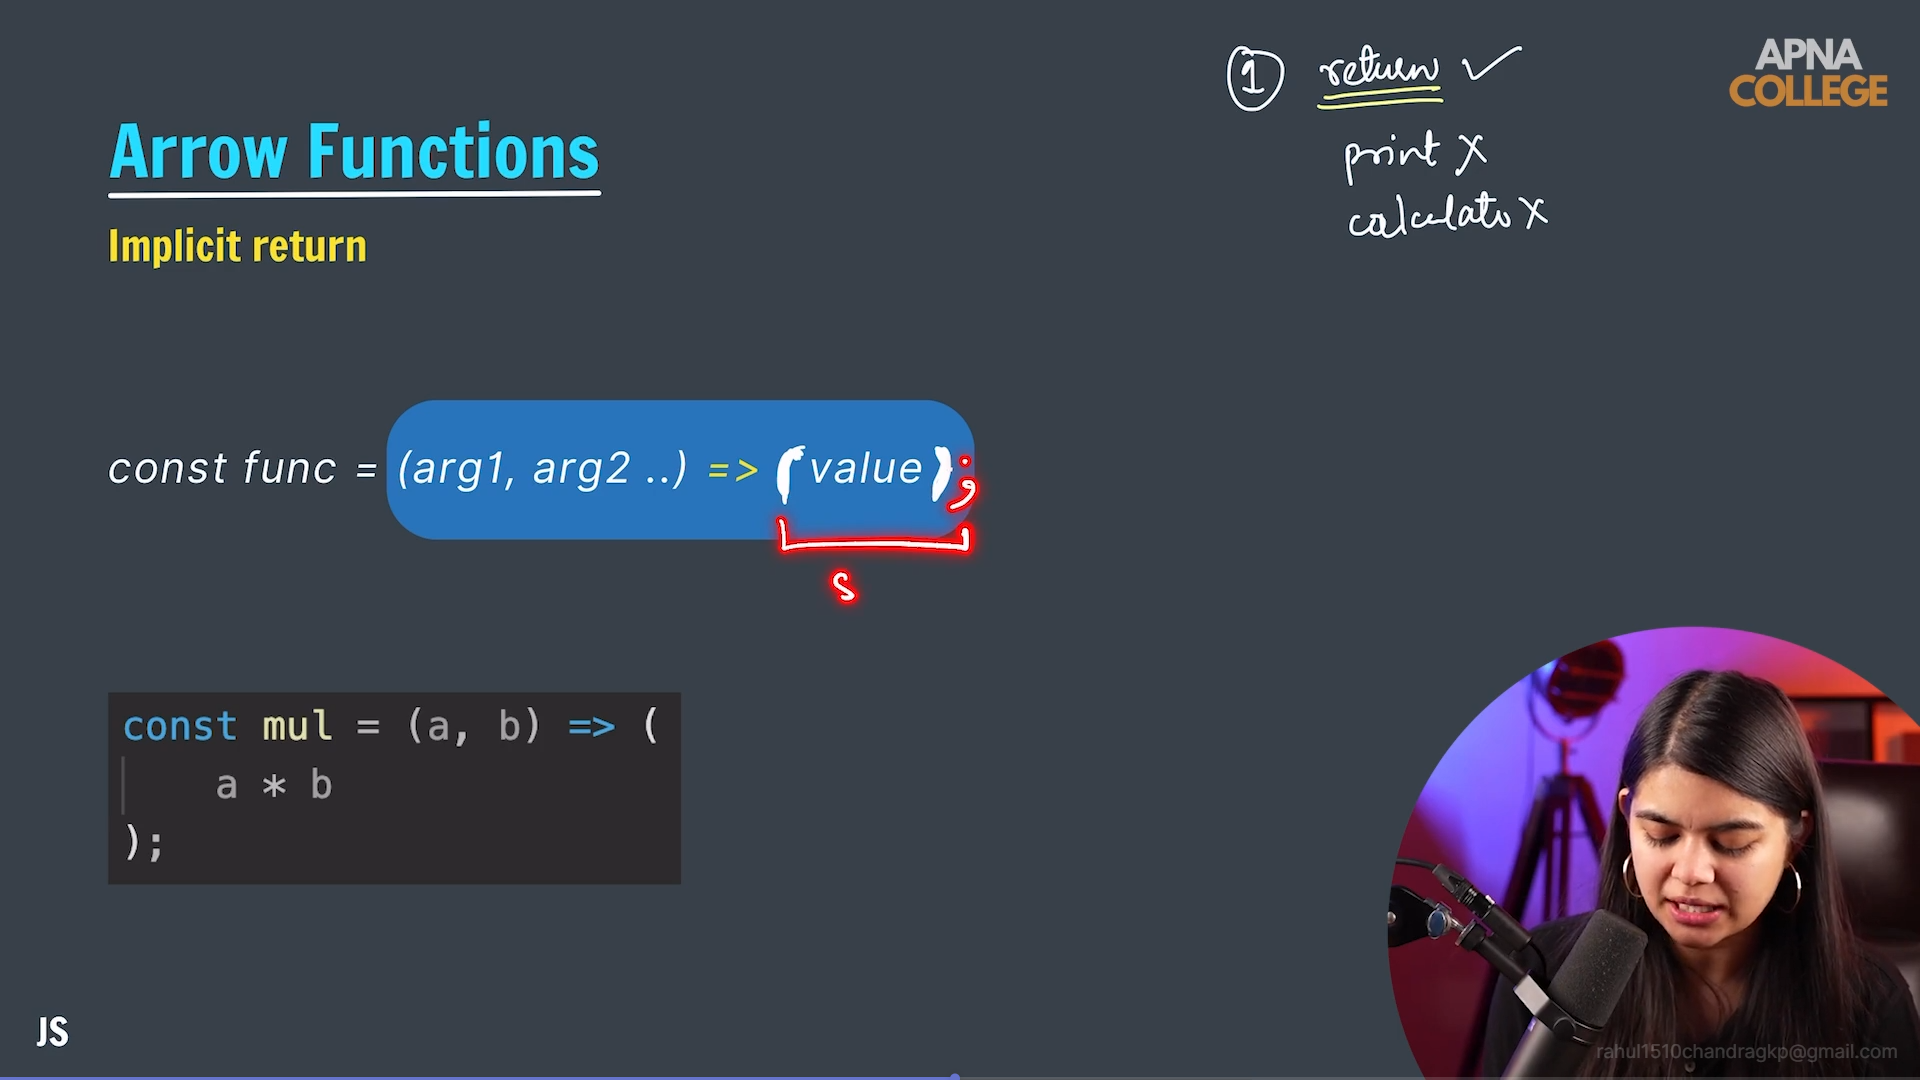 ① return ✓
APNA
COLLEGE
print X
calculate X
Arrow Functions
Implicit return
const func = (arg1, arg2 ..) => (value);
s
const mul = (a, b) => (
a * b
);
JS
rahul1510chandragkp@gmail.com